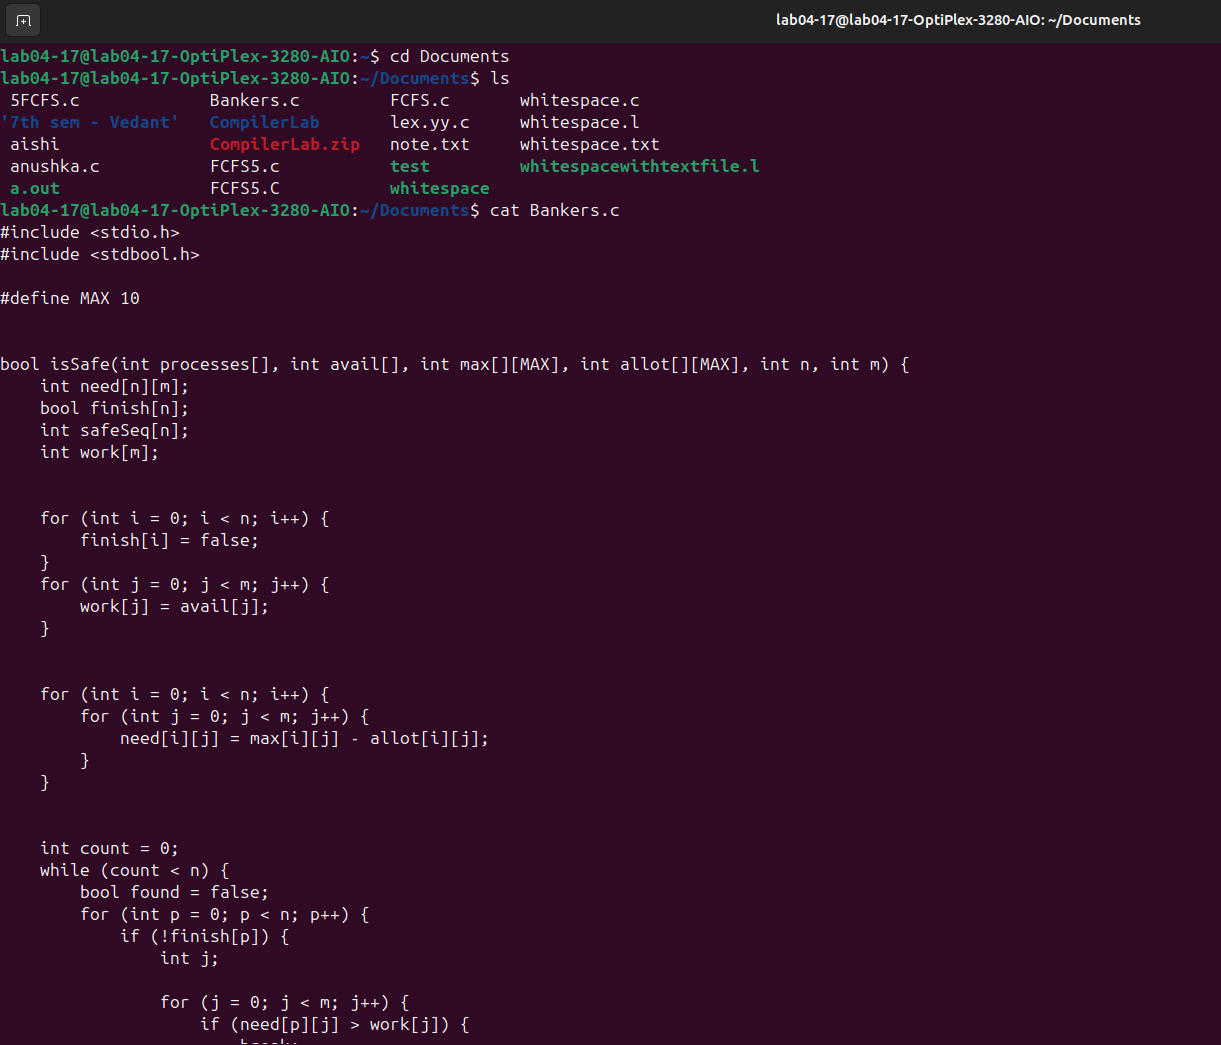 lab04-17@lab04-17-OptiPlex-3280-AIO: ~/Documents
lab04-17@lab04-17-OptiPlex-3280-AIO:~$ cd Documents
lab04-17@lab04-17-OptiPlex-3280-AIO:~/Documents$ ls
 5FCFS.c             Bankers.c         FCFS.c       whitespace.c
'7th sem - Vedant'   CompilerLab       lex.yy.c     whitespace.l
 aishi               CompilerLab.zip   note.txt     whitespace.txt
 anushka.c           FCFS5.c           test         whitespacewithtextfile.l
 a.out               FCFS5.C           whitespace
lab04-17@lab04-17-OptiPlex-3280-AIO:~/Documents$ cat Bankers.c
#include <stdio.h>
#include <stdbool.h>

#define MAX 10


bool isSafe(int processes[], int avail[], int max[][MAX], int allot[][MAX], int n, int m) {
    int need[n][m];
    bool finish[n];
    int safeSeq[n];
    int work[m];


    for (int i = 0; i < n; i++) {
        finish[i] = false;
    }
    for (int j = 0; j < m; j++) {
        work[j] = avail[j];
    }


    for (int i = 0; i < n; i++) {
        for (int j = 0; j < m; j++) {
            need[i][j] = max[i][j] - allot[i][j];
        }
    }


    int count = 0;
    while (count < n) {
        bool found = false;
        for (int p = 0; p < n; p++) {
            if (!finish[p]) {
                int j;

                for (j = 0; j < m; j++) {
                    if (need[p][j] > work[j]) {
                        break;